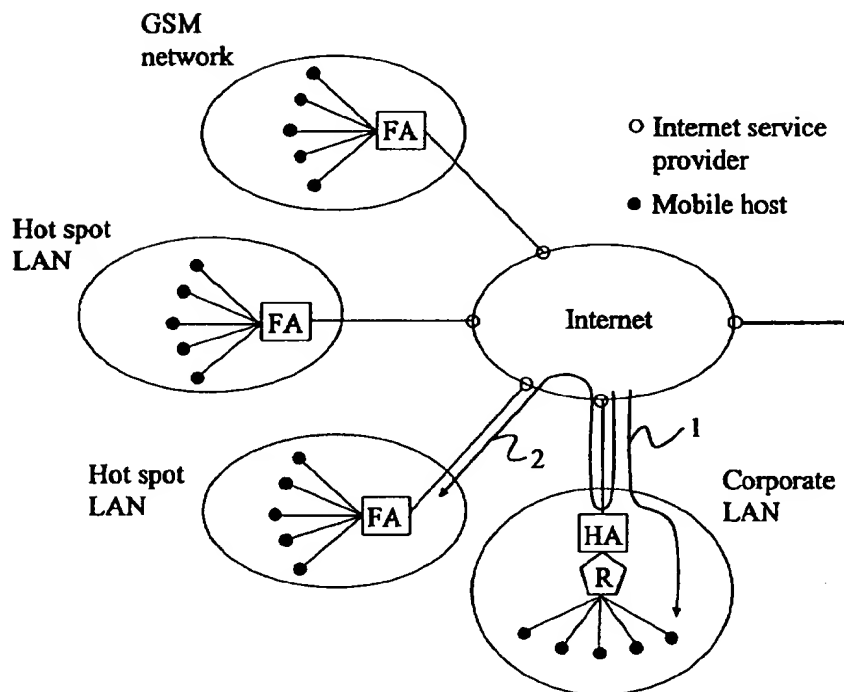 GSM
network
FA
Internet service
provider
Mobile host
Hot spot
LAN
FA
Internet
1
2
Hot spot
LAN
FA
Corporate
LAN
HA
R